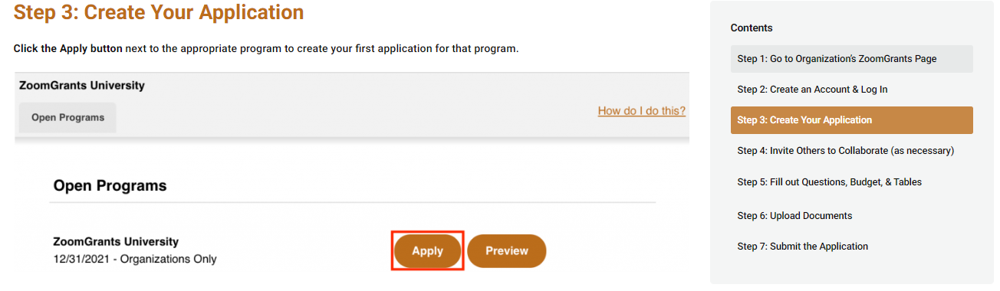 Step 3: Create Your Application
Click the Apply button next to the appropriate program to create your first application for that program.
ZoomGrants University
Open Programs
How do I do this?
Open Programs
ZoomGrants University
12/31/2021 - Organizations Only
Apply
Preview
Contents
Step 1: Go to Organization's ZoomGrants Page
Step 2: Create an Account & Log In
Step 3: Create Your Application
Step 4: Invite Others to Collaborate (as necessary)
Step 5: Fill out Questions, Budget, & Tables
Step 6: Upload Documents
Step 7: Submit the Application